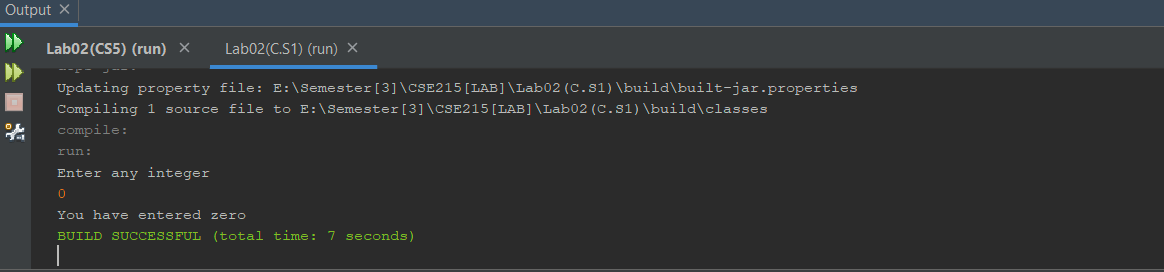 Output
Lab02(CS5) (run) Lab02(C.S1) (run)
Updating property file: E:\Semester[3]\CSE215[LAB]\Lab02(C.S1)\build\built-jar.properties
Compiling 1 source file to E:\Semester[3]\CSE215[LAB]\Lab02(C.S1)\build\classes
compile:
run:
Enter any integer
0
You have entered zero
BUILD SUCCESSFUL (total time: 7 seconds)